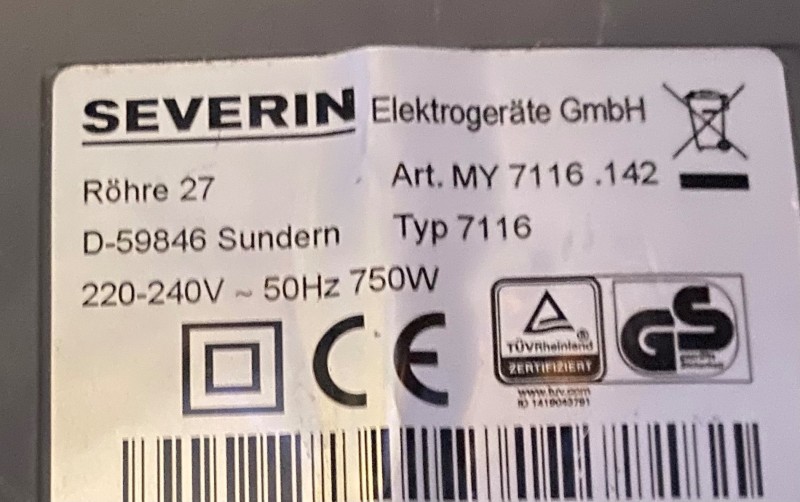 SEVERIN Elektrogeräte GmbH
Röhre 27
Art. MY 7116 .142
D-59846 Sundern
Typ 7116
220-240V ~ 50Hz 750W
CE
TÜVRheinland
ZERTIFIZIERT
GS